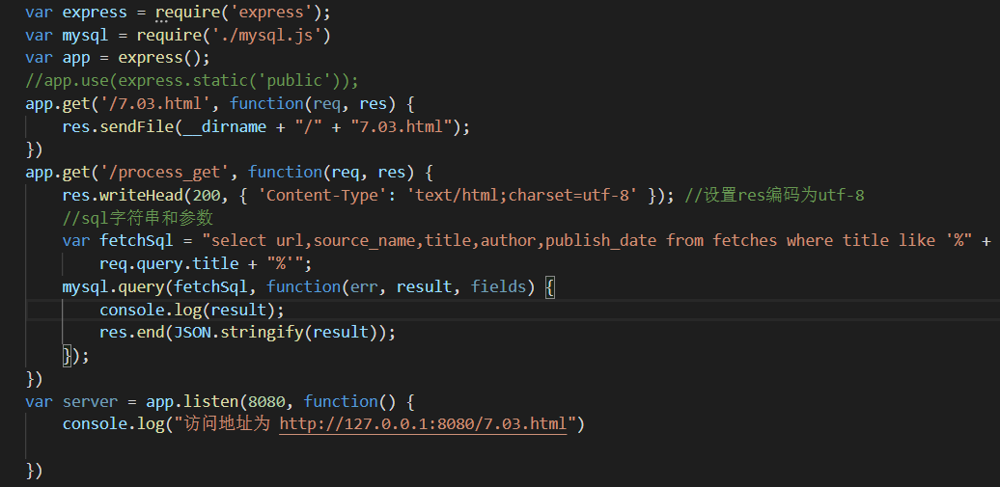 var express = require('express');
var mysql = require('./mysql.js')
var app = express();
//app.use(express.static('public'));
app.get('/7.03.html', function(req, res) {
    res.sendFile(__dirname + "/" + "7.03.html");
})
app.get('/process_get', function(req, res) {
    res.writeHead(200, { 'Content-Type': 'text/html;charset=utf-8' }); //设置res编码为utf-8
    //sql字符串和参数
    var fetchSql = "select url,source_name,title,author,publish_date from fetches where title like '%" +
        req.query.title + "%'";
    mysql.query(fetchSql, function(err, result, fields) {
        console.log(result);
        res.end(JSON.stringify(result));
    });
})
var server = app.listen(8080, function() {
    console.log("访问地址为 http://127.0.0.1:8080/7.03.html")
})